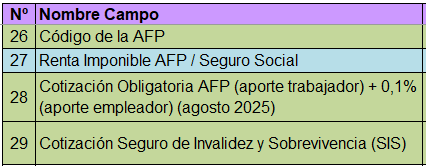 Nº Nombre Campo
26 Código de la AFP
27 Renta Imponible AFP / Seguro Social
28 Cotización Obligatoria AFP (aporte trabajador) + 0,1%
(aporte empleador) (agosto 2025)
29 Cotización Seguro de Invalidez y Sobrevivencia (SIS)